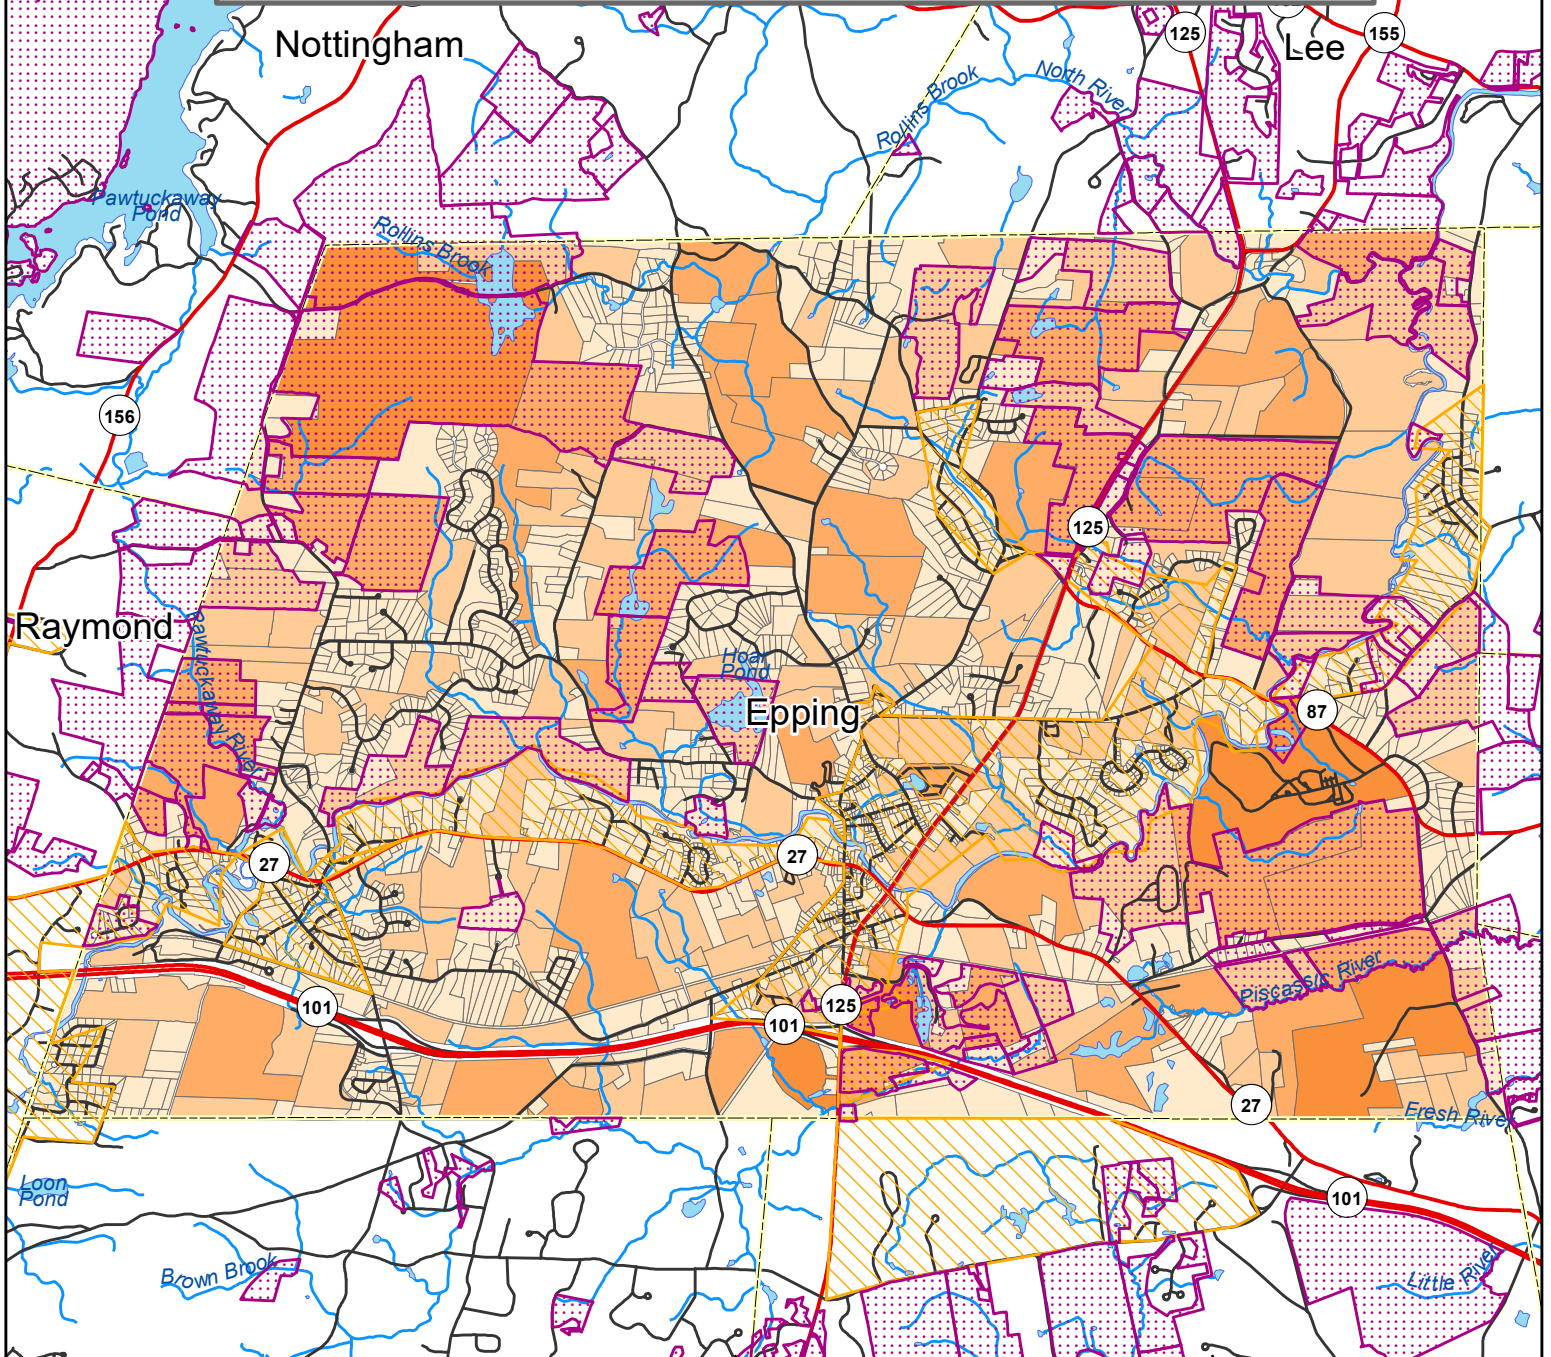 Nottingham
125
Lee
155
North River
Rollins Brook
Pawtuckaway
Pond
Rollins Brook
156
125
Raymond
Pawtuckaway River
Hoar
Pond
Epping
87
27
27
Piscassic River
101
125
101
27
Fresh River
Loon
Pond
101
Brown Brook
Little River